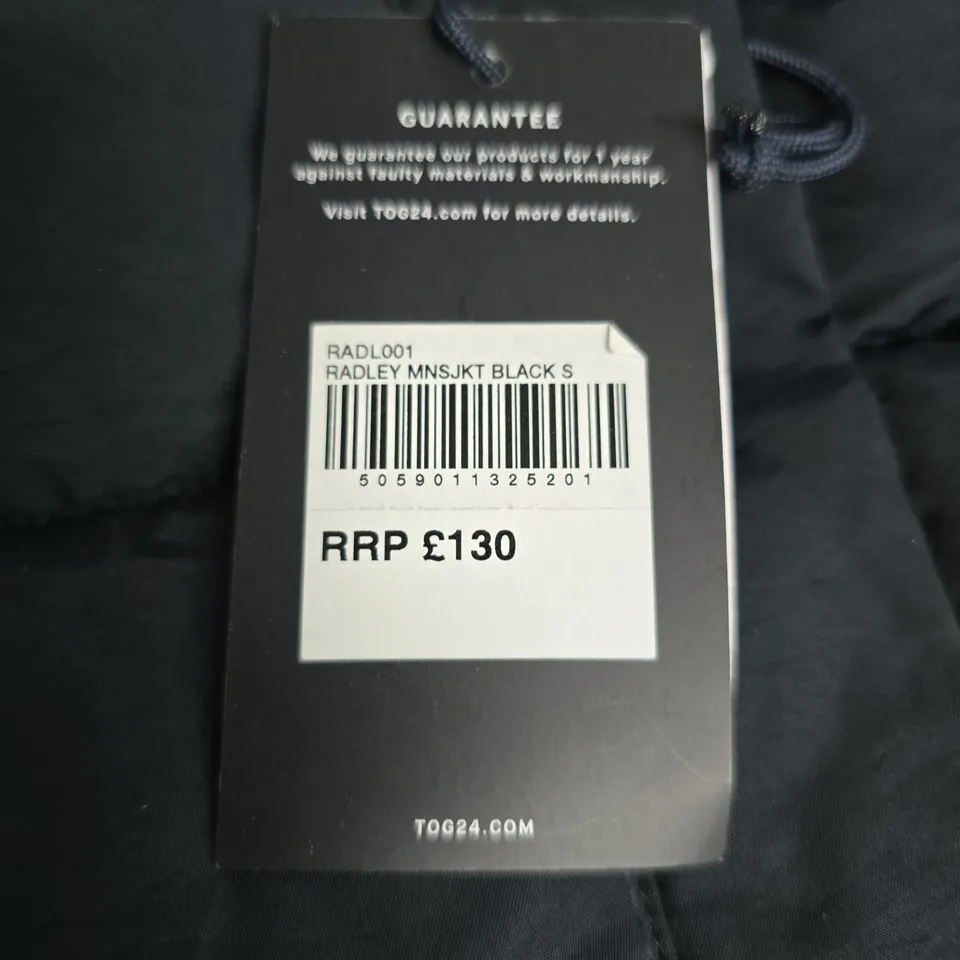 GUARANTEE
We guarantee our products for 1 year
against faulty materials & workmanship.
Visit TOG24.com for more details.
RADL001
RADLEY MNSJKT BLACK S
5059011325201
RRP £130
TOG24.COM